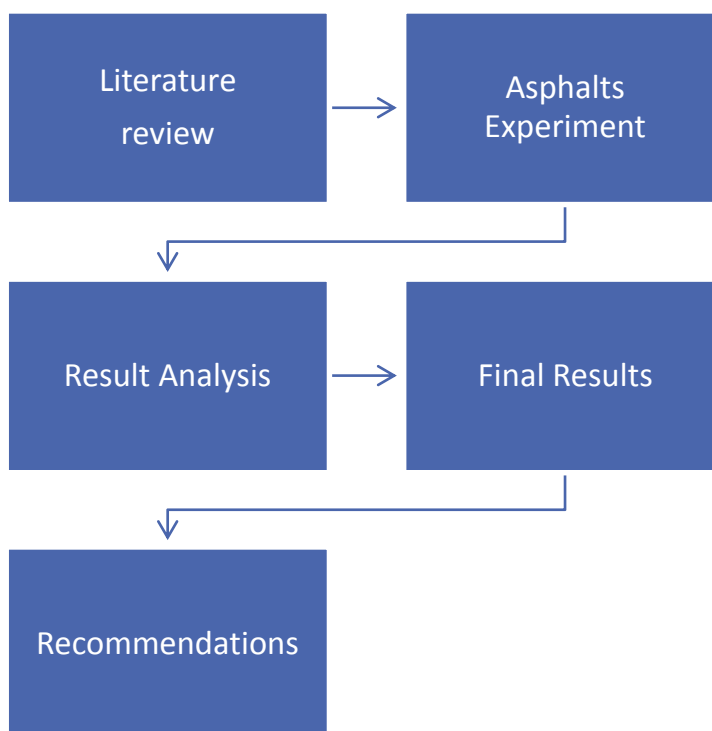 Literature
review
Asphalts
Experiment
Result Analysis
Final Results
Recommendations